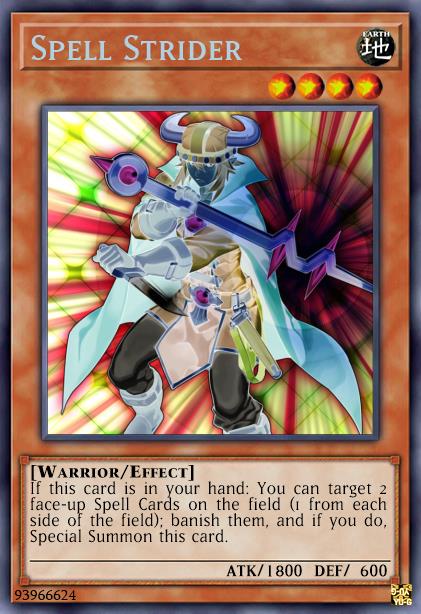 Spell Strider
EARTH
地
[Warrior/Effect]
If this card is in your hand: You can target 2
face-up Spell Cards on the field (1 from each
side of the field); banish them, and if you do,
Special Summon this card.
ATK/1800 DEF/ 600
93966624